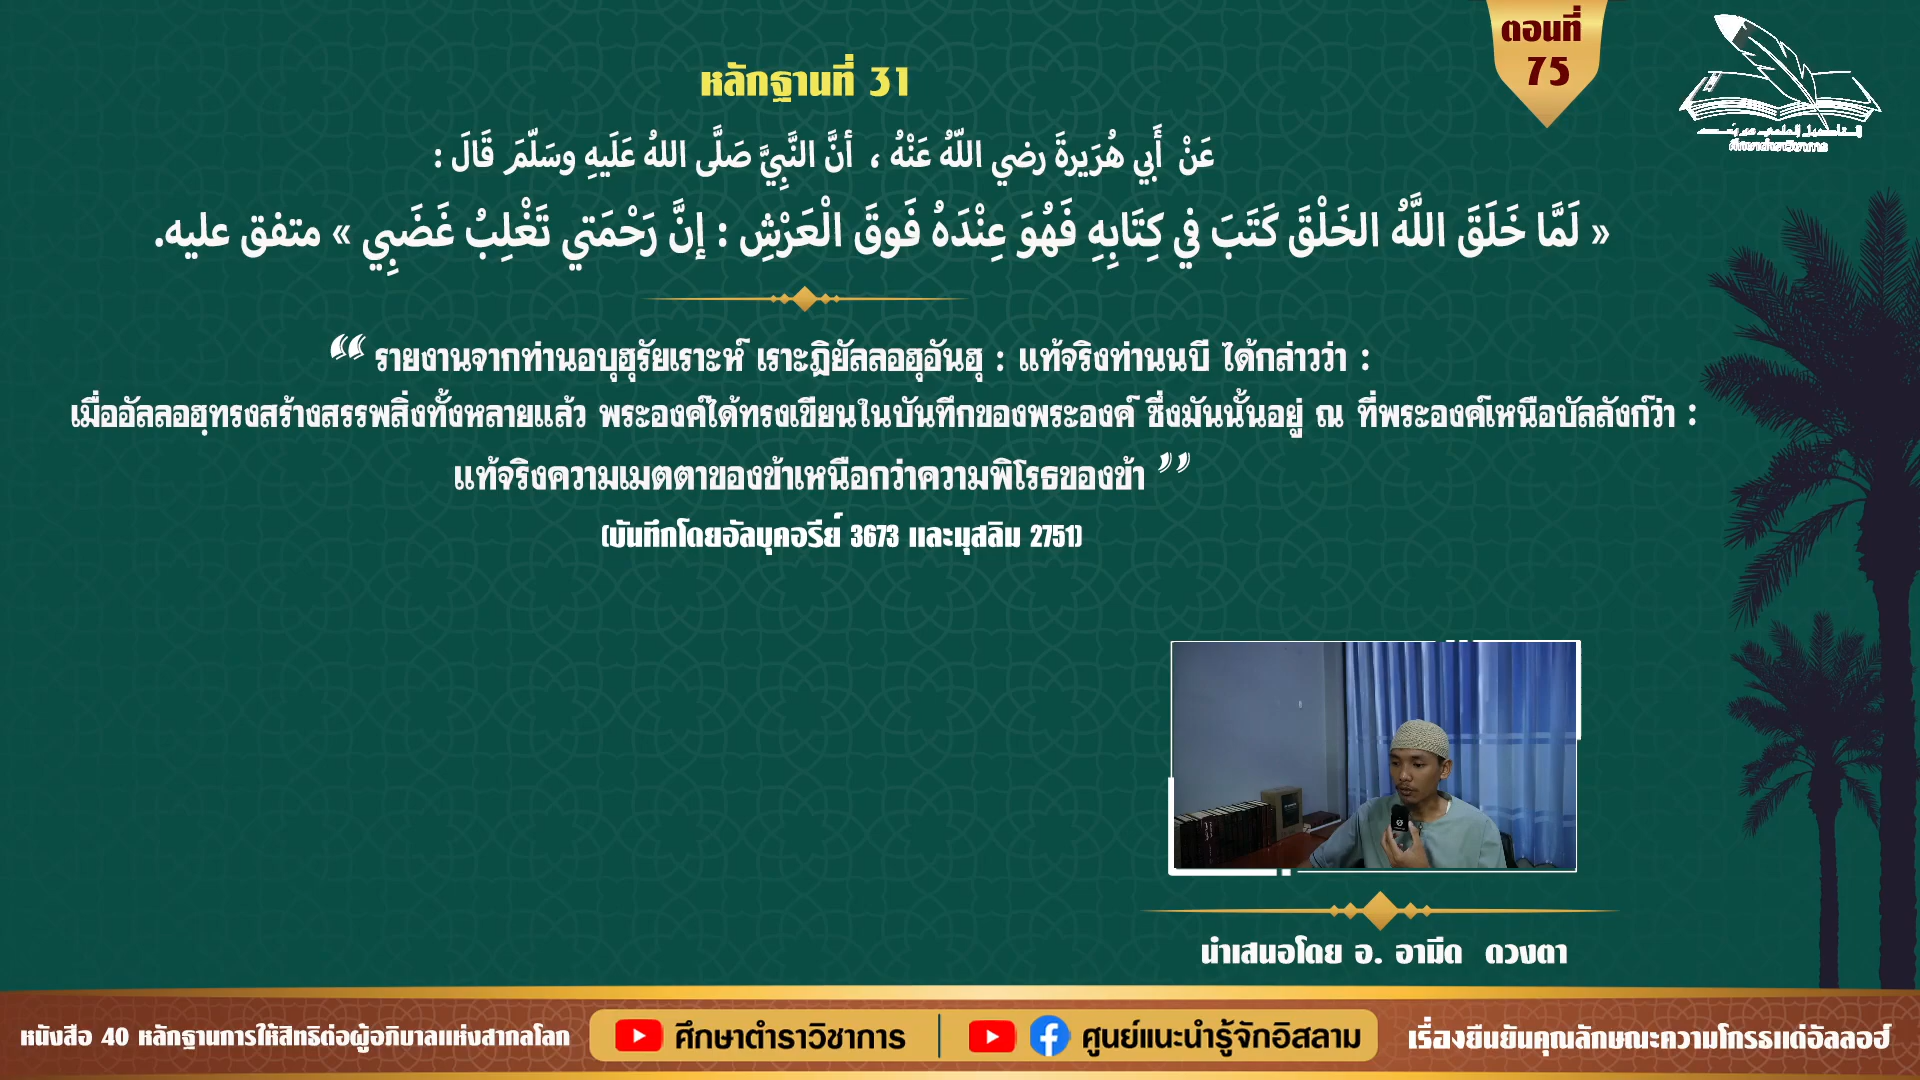 ตอนที่
75
หลักฐานที่ 31
عَنْ أَبِي هُرَيرةَ رضي اللّهُ عَنْهُ ، أنَّ النَّبِيَّ صَلَّى اللهُ عَلَيهِ وسَلّمَ قَالَ :
« لَمَّا خَلَقَ اللَّهُ الخَلْقَ كَتَبَ فِي كِتَابِهِ فَهُوَ عِنْدَهُ فَوقَ الْعَرْشِ : إنَّ رَحْمَتي تَغْلِبُ غَضَبِي » متفق عليه.
“ รายงานจากท่านอบุฮุรัยเราะห์ เราะฎิยัลลอฮุอันฮุ : แท้จริงท่านนบี ได้กล่าวว่า :
เมื่ออัลลอฮฺทรงสร้างสรรพสิ่งทั้งหลายแล้ว พระองค์ได้ทรงเขียนในบันทึกของพระองค์ ซึ่งมันนั้นอยู่ ณ ที่พระองค์เหนือบัลลังก์ว่า :
แท้จริงความเมตตาของข้าเหนือกว่าความพิโรธของข้า ”
(บันทึกโดยอัลบุคอรีย์ 3673 และมุสลิม 2751)
นำเสนอโดย อ. อามีด ดวงตา
หนังสือ 40 หลักฐานการให้สิทธิต่อผู้อภิบาลแห่งสากลโลก
ศึกษาตำราวิชาการ
ศูนย์แนะนำรู้จักอิสลาม
เรื่องยืนยันคุณลักษณะความโกรธแด่อัลลอฮ์
ศึกษาตำราวิชาการ